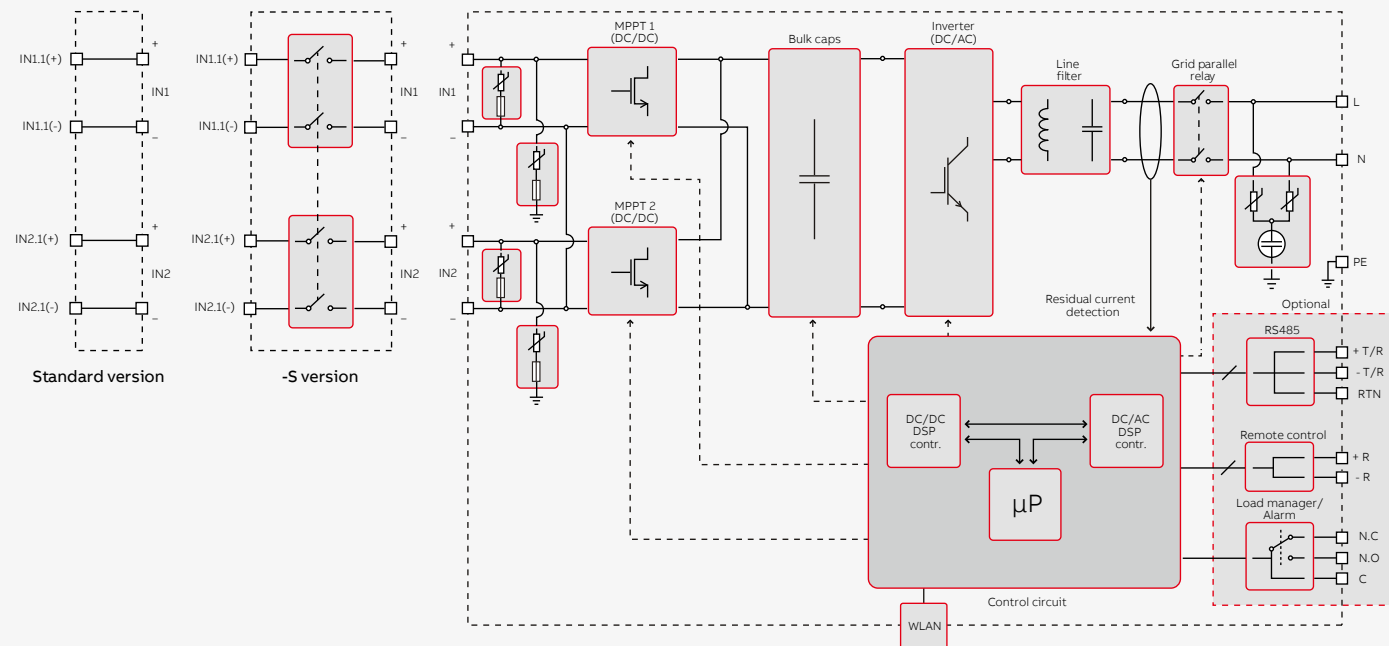 IN1.1(+)
+
IN1
IN1.1(-)
–
IN2.1(+)
+
IN2
IN2.1(-)
–
Standard version
IN1.1(+)
+
IN1
IN1.1(-)
–
IN2.1(+)
+
IN2
IN2.1(-)
–
-S version
+
IN1
–
+
IN2
–
MPPT 1
(DC/DC)
MPPT 2
(DC/DC)
Bulk caps
Inverter
(DC/AC)
Line
filter
Grid parallel
relay
L
N
PE
Residual current
detection
Optional
RS485
+ T/R
- T/R
RTN
Remote control
+ R
- R
Load manager/
Alarm
N.C
N.O
C
DC/DC
DSP
contr.
DC/AC
DSP
contr.
µP
Control circuit
WLAN